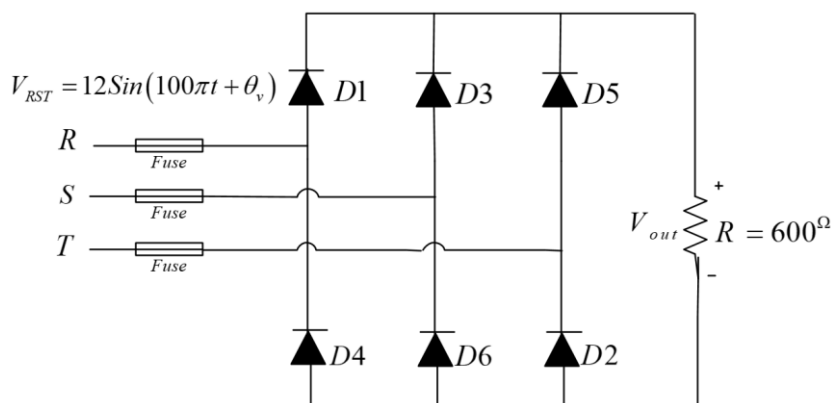 V_RST = 12Sin(100πt + θ_v)
D1
D3
D5
R
Fuse
S
Fuse
T
Fuse
+
V_out
R = 600^Ω
-
D4
D6
D2